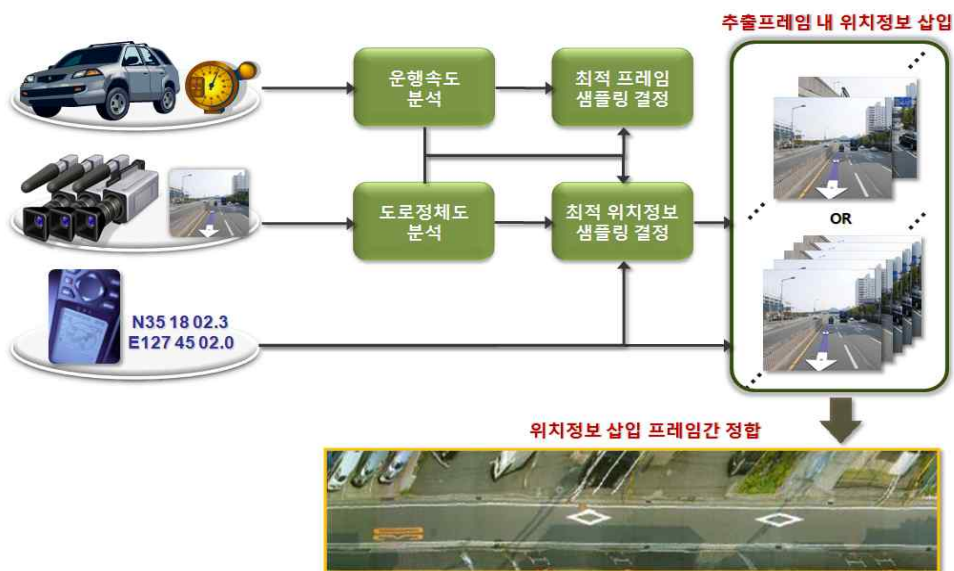 추출프레임 내 위치정보 삽입
운행속도
분석
최적 프레임
샘플링 결정
도로정체도
분석
최적 위치정보
샘플링 결정
OR
N35 18 02.3
E127 45 02.0
위치정보 삽입 프레임간 정합